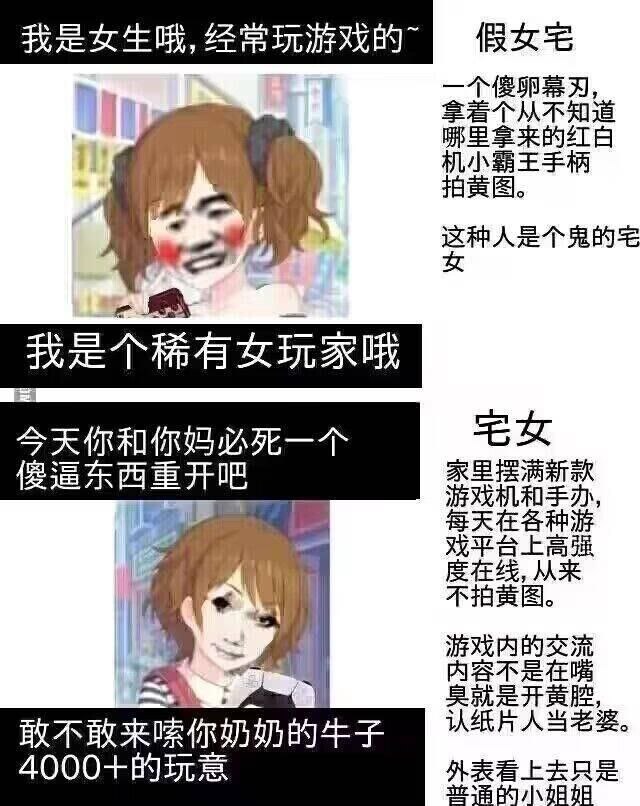 我是女生哦,经常玩游戏的~
假女宅
一个傻卵幕刃,
拿着个从不知道
哪里拿来的红白
机小霸王手柄
拍黄图。
这种人是个鬼的宅
女
我是个稀有女玩家哦
今天你和你妈必死一个
傻逼东西重开吧
宅女
家里摆满新款
游戏机和手办,
每天在各种游
戏平台上高强
度在线,从来
不拍黄图。
游戏内的交流
内容不是在嘴
臭就是开黄腔,
认纸片人当老婆。
敢不敢来嗦你奶奶的牛子
4000+的玩意
外表看上去只是
普通的小姐姐